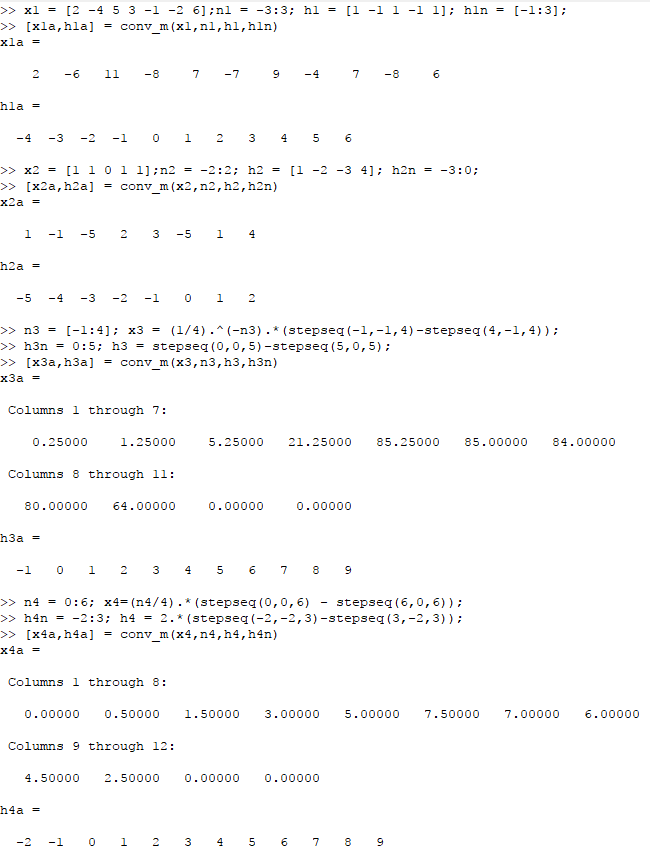 >> x1 = [2 -4 5 3 -1 -2 6];n1 = -3:3; h1 = [1 -1 1 -1 1]; h1n = [-1:3];
>> [x1a,h1a] = conv_m(x1,n1,h1,h1n)
x1a =
2 -6 11 -8 7 -7 9 -4 7 -8 6
h1a =
-4 -3 -2 -1 0 1 2 3 4 5 6
>> x2 = [1 1 0 1 1];n2 = -2:2; h2 = [1 -2 -3 4]; h2n = -3:0;
>> [x2a,h2a] = conv_m(x2,n2,h2,h2n)
x2a =
1 -1 -5 2 3 -5 1 4
h2a =
-5 -4 -3 -2 -1 0 1 2
>> n3 = [-1:4]; x3 = (1/4).^(-n3).*(stepseq(-1,-1,4)-stepseq(4,-1,4));
>> h3n = 0:5; h3 = stepseq(0,0,5)-stepseq(5,0,5);
>> [x3a,h3a] = conv_m(x3,n3,h3,h3n)
x3a =
Columns 1 through 7:
0.25000 1.25000 5.25000 21.25000 85.25000 85.00000 84.00000
Columns 8 through 11:
80.00000 64.00000 0.00000 0.00000
h3a =
-1 0 1 2 3 4 5 6 7 8 9
>> n4 = 0:6; x4=(n4/4).*(stepseq(0,0,6) - stepseq(6,0,6));
>> h4n = -2:3; h4 = 2.*(stepseq(-2,-2,3)-stepseq(3,-2,3));
>> [x4a,h4a] = conv_m(x4,n4,h4,h4n)
x4a =
Columns 1 through 8:
0.00000 0.50000 1.50000 3.00000 5.00000 7.50000 7.00000 6.00000
Columns 9 through 12:
4.50000 2.50000 0.00000 0.00000
h4a =
-2 -1 0 1 2 3 4 5 6 7 8 9